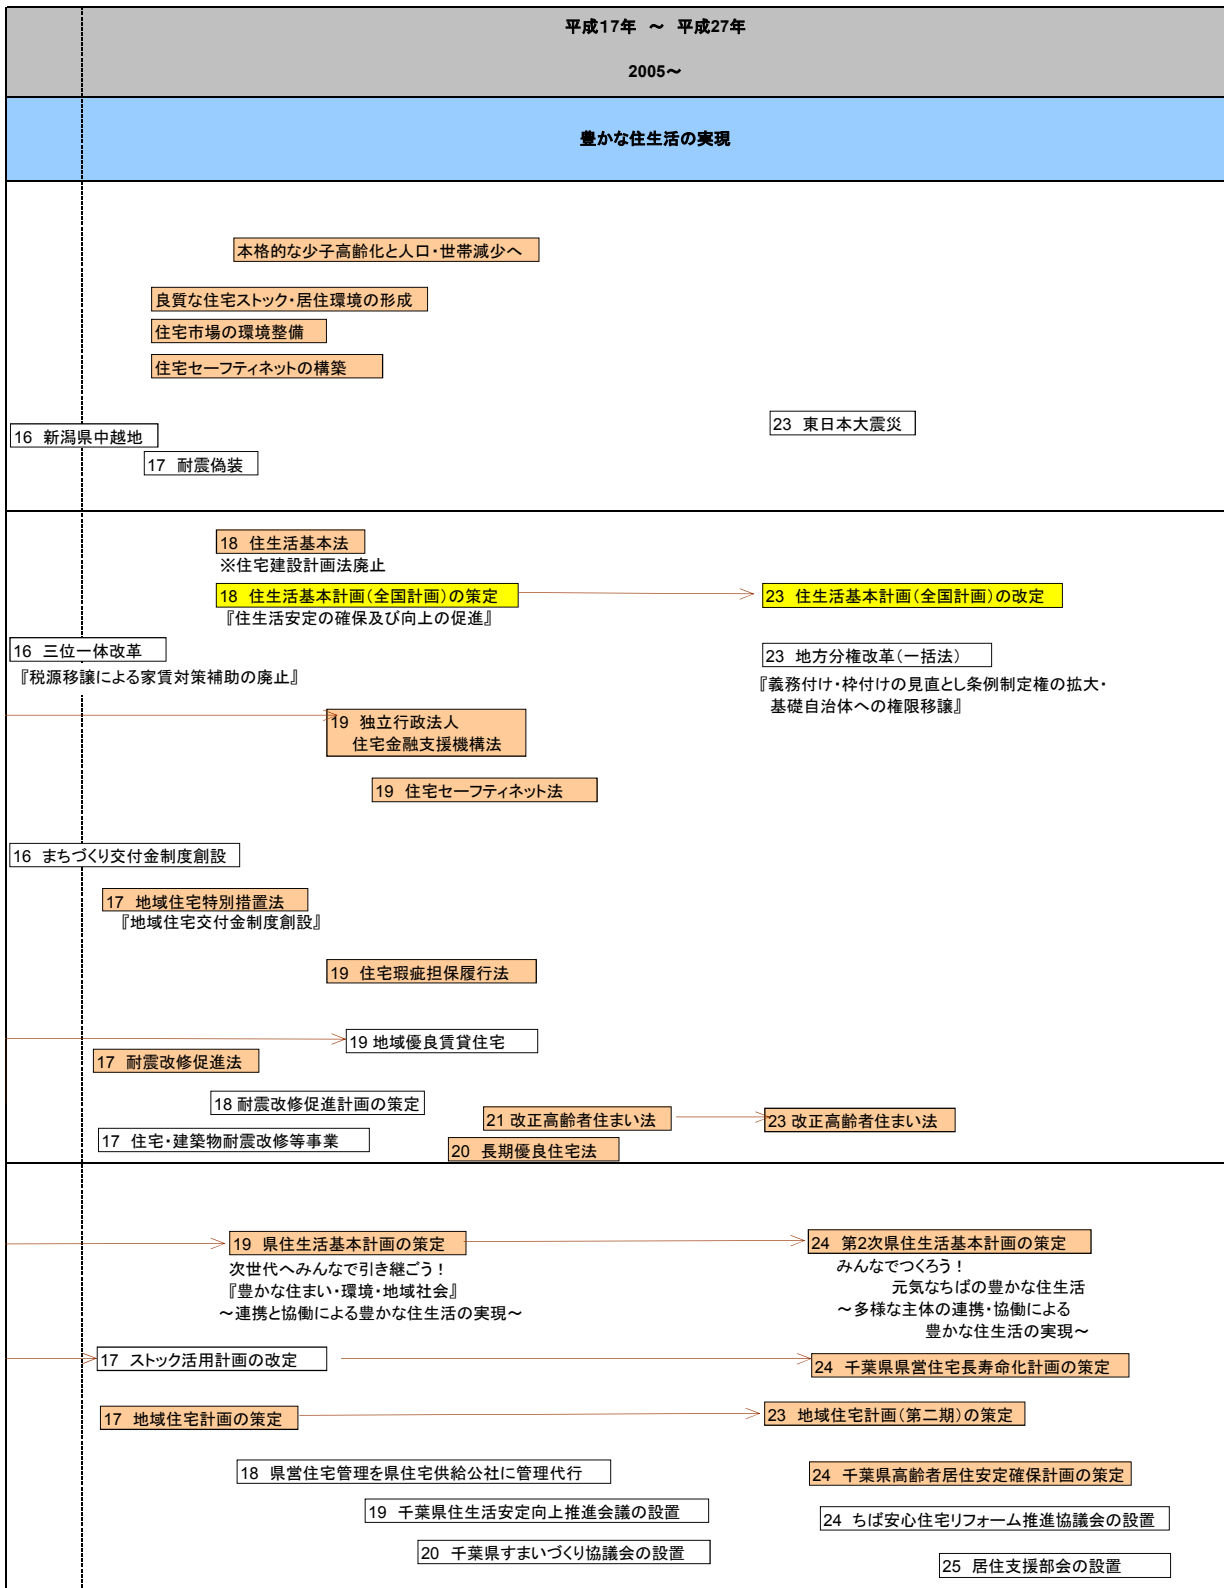 平成17年 ～ 平成27年
2005～
豊かな住生活の実現
本格的な少子高齢化と人口・世帯減少へ
良質な住宅ストック・居住環境の形成
住宅市場の環境整備
住宅セーフティネットの構築
23 東日本大震災
16 新潟県中越地
17 耐震偽装
18 住生活基本法
※住宅建設計画法廃止
18 住生活基本計画(全国計画)の策定
23 住生活基本計画(全国計画)の改定
『住生活安定の確保及び向上の促進』
16 三位一体改革
23 地方分権改革(一括法)
『税源移譲による家賃対策補助の廃止』
『義務付け・枠付けの見直とし条例制定権の拡大・
基礎自治体への権限移譲』
19 独立行政法人
住宅金融支援機構法
19 住宅セーフティネット法
16 まちづくり交付金制度創設
17 地域住宅特別措置法
『地域住宅交付金制度創設』
19 住宅瑕疵担保履行法
19 地域優良賃貸住宅
17 耐震改修促進法
18 耐震改修促進計画の策定
21 改正高齢者住まい法
23 改正高齢者住まい法
17 住宅・建築物耐震改修等事業
20 長期優良住宅法
19 県住生活基本計画の策定
24 第2次県住生活基本計画の策定
次世代へみんなで引き継ごう！
『豊かな住まい・環境・地域社会』
～連携と協働による豊かな住生活の実現～
みんなでつくろう！
元気なちばの豊かな住生活
～多様な主体の連携・協働による
豊かな住生活の実現～
17 ストック活用計画の改定
24 千葉県県営住宅長寿命化計画の策定
17 地域住宅計画の策定
23 地域住宅計画(第二期)の策定
18 県営住宅管理を県住宅供給公社に管理代行
24 千葉県高齢者居住安定確保計画の策定
19 千葉県住生活安定向上推進会議の設置
24 ちば安心住宅リフォーム推進協議会の設置
20 千葉県すまいづくり協議会の設置
25 居住支援部会の設置